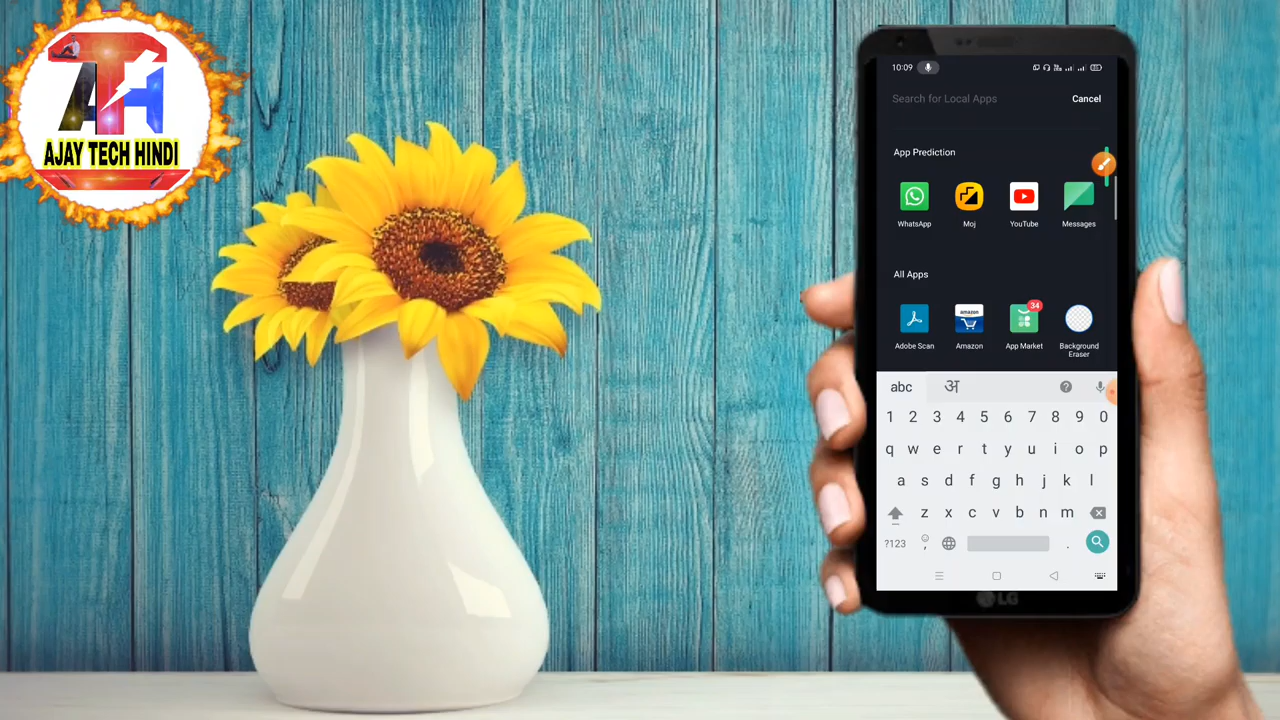 AJAY TECH HINDI
10:09
Search for Local Apps
Cancel
App Prediction
WhatsApp
Moj
YouTube
Messages
All Apps
34
amazon
Adobe Scan
Amazon
App Market
Background
Eraser
abc
अ
1 2 3 4 5 6 7 8 9 0
q w e r t y u i o p
a s d f g h j k l
z x c v b n m
?123 , .
LG